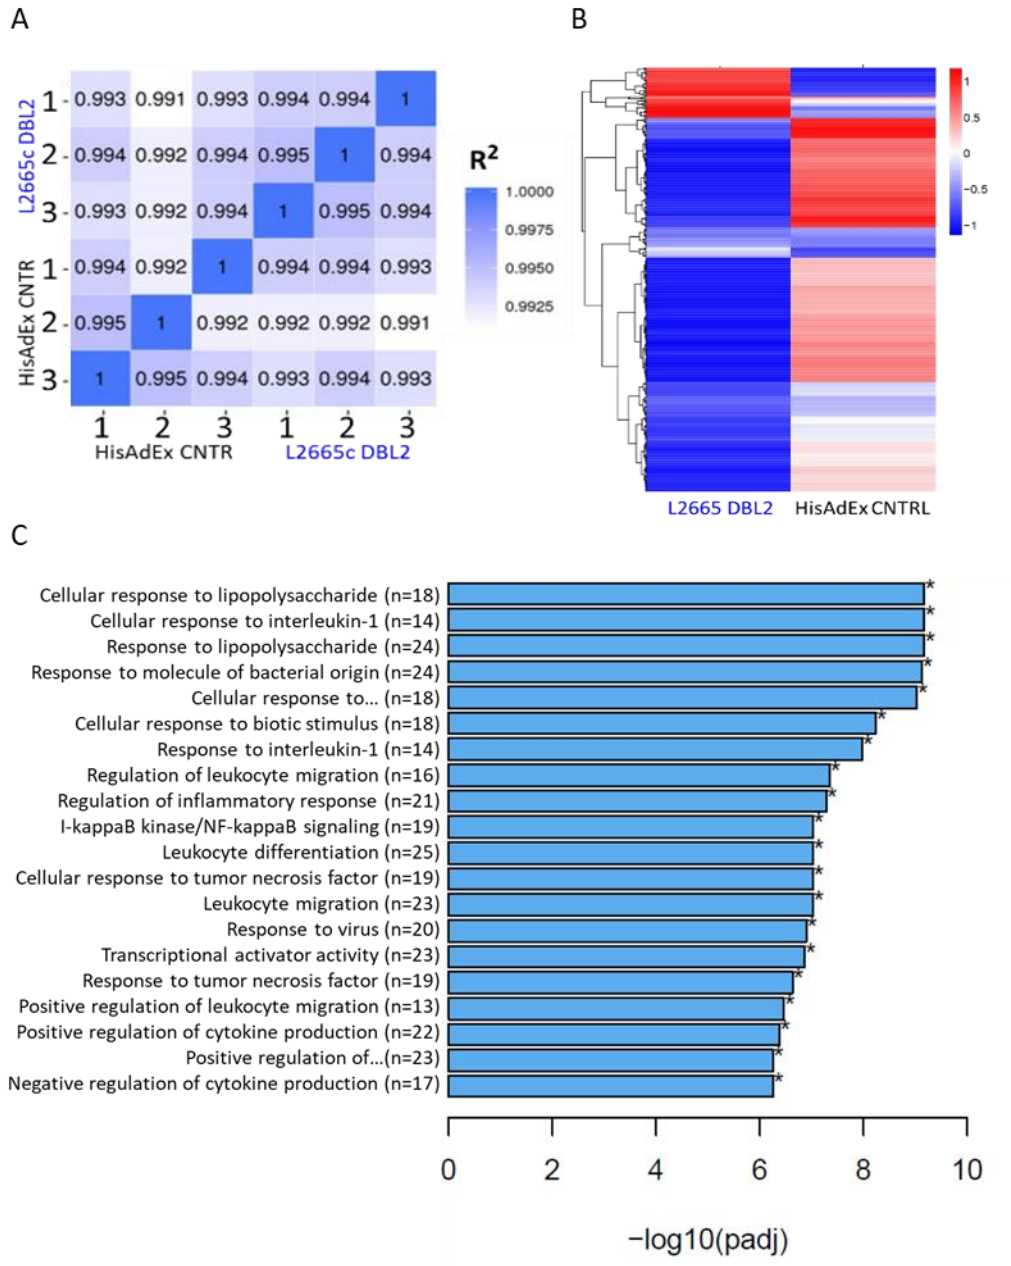 A
B
L2665c DBL2
HisAdEx CNTR
1 0.993 0.991 0.993 0.994 0.994 1
2 0.994 0.992 0.994 0.995 1 0.994
3 0.993 0.992 0.994 1 0.995 0.994
1 0.994 0.992 1 0.994 0.994 0.993
2 0.995 1 0.992 0.992 0.992 0.991
3 1 0.995 0.994 0.993 0.994 0.993
1 2 3 1 2 3
HisAdEx CNTR L2665c DBL2
R²
1.0000
0.9975
0.9950
0.9925
1
0.5
0
−0.5
−1
L2665 DBL2 HisAdEx CNTRL
C
Cellular response to lipopolysaccharide (n=18) *
Cellular response to interleukin-1 (n=14) *
Response to lipopolysaccharide (n=24) *
Response to molecule of bacterial origin (n=24) *
Cellular response to... (n=18) *
Cellular response to biotic stimulus (n=18) *
Response to interleukin-1 (n=14) *
Regulation of leukocyte migration (n=16) *
Regulation of inflammatory response (n=21) *
I-kappaB kinase/NF-kappaB signaling (n=19) *
Leukocyte differentiation (n=25) *
Cellular response to tumor necrosis factor (n=19) *
Leukocyte migration (n=23) *
Response to virus (n=20) *
Transcriptional activator activity (n=23) *
Response to tumor necrosis factor (n=19) *
Positive regulation of leukocyte migration (n=13) *
Positive regulation of cytokine production (n=22) *
Positive regulation of...(n=23) *
Negative regulation of cytokine production (n=17) *
0 2 4 6 8 10
−log10(padj)